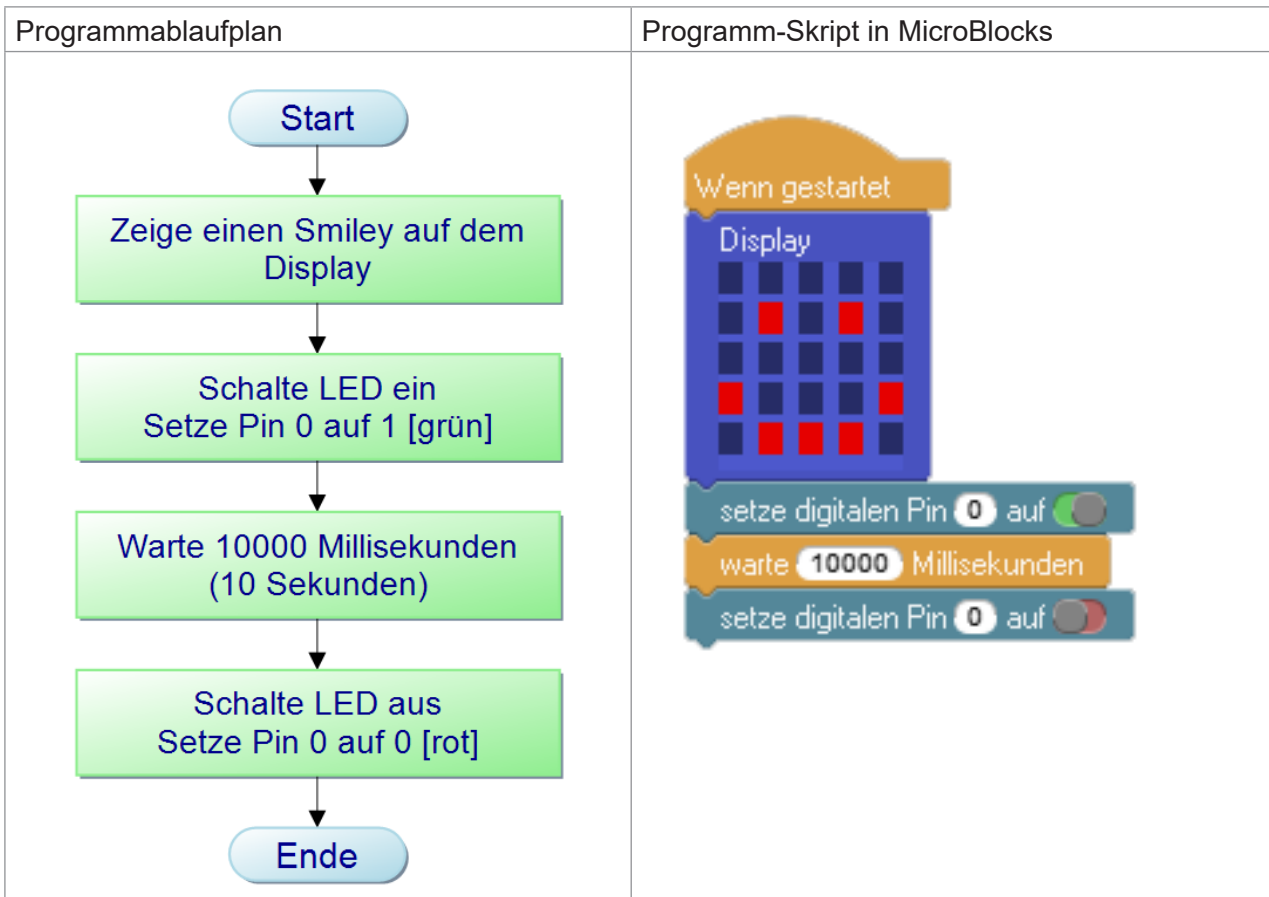 Programmablaufplan
Programm-Skript in MicroBlocks
Start
Zeige einen Smiley auf dem
Display
Schalte LED ein
Setze Pin 0 auf 1 [grün]
Warte 10000 Millisekunden
(10 Sekunden)
Schalte LED aus
Setze Pin 0 auf 0 [rot]
Ende
Wenn gestartet
Display
setze digitalen Pin 0 auf
warte 10000 Millisekunden
setze digitalen Pin 0 auf